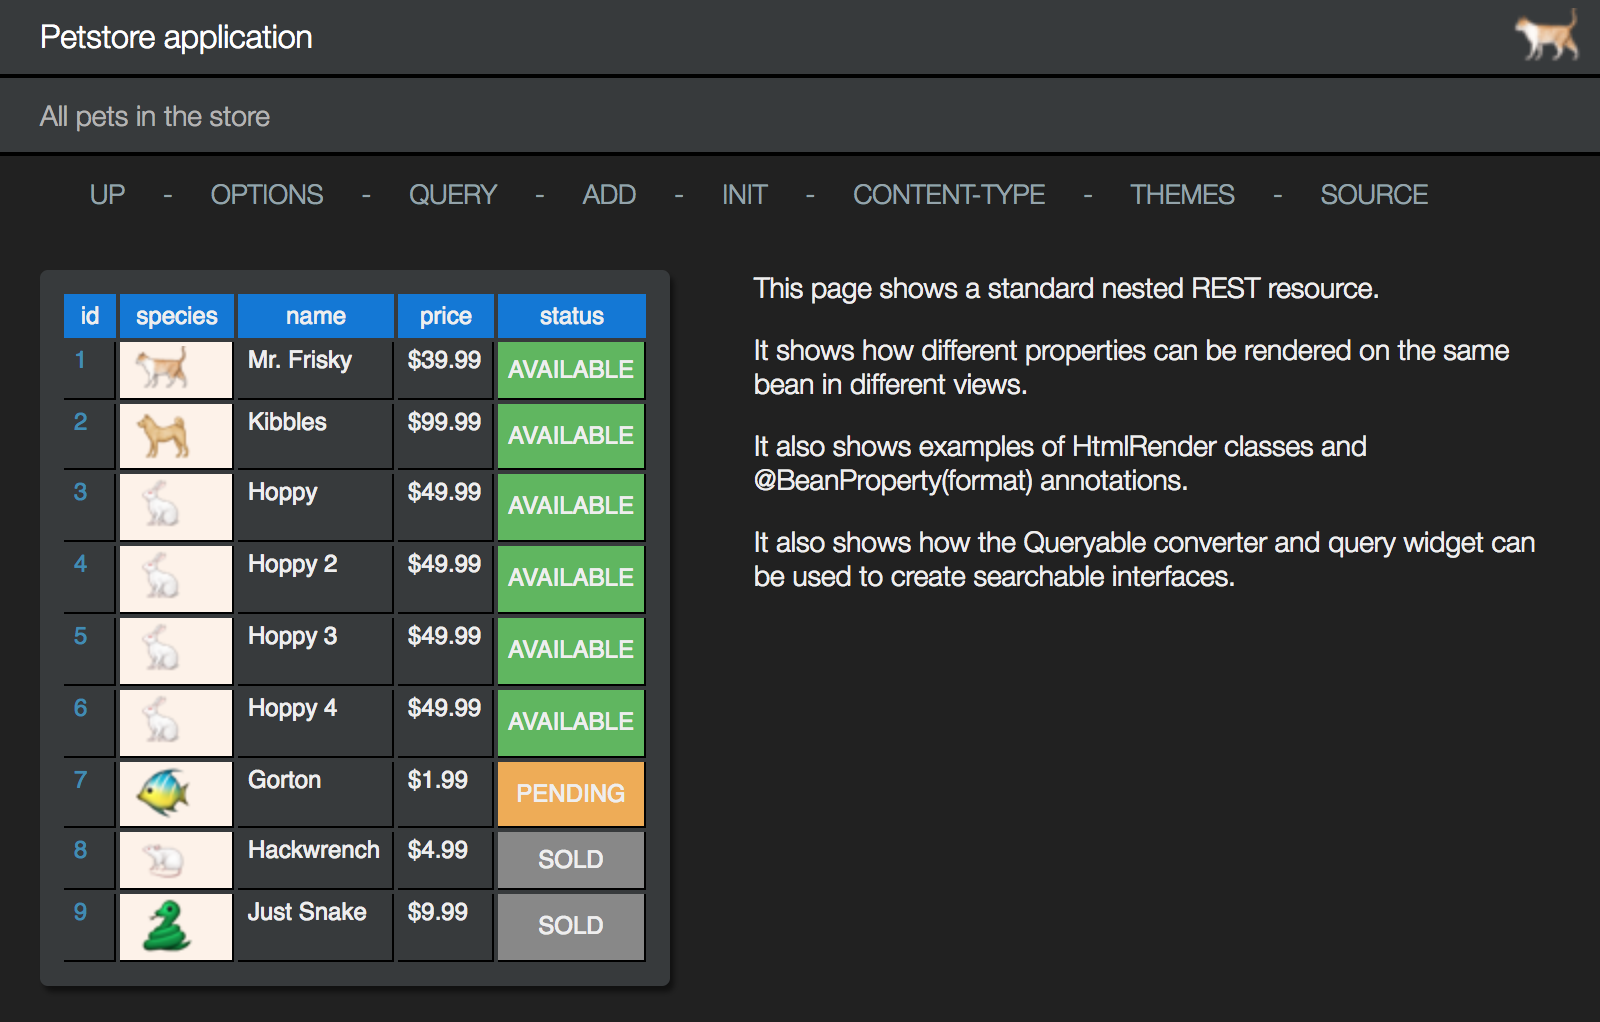 Petstore application
All pets in the store
UP - OPTIONS - QUERY - ADD - INIT - CONTENT-TYPE - THEMES - SOURCE
id species name price status
1 Mr. Frisky $39.99 AVAILABLE
2 Kibbles $99.99 AVAILABLE
3 Hoppy $49.99 AVAILABLE
4 Hoppy 2 $49.99 AVAILABLE
5 Hoppy 3 $49.99 AVAILABLE
6 Hoppy 4 $49.99 AVAILABLE
7 Gorton $1.99 PENDING
8 Hackwrench $4.99 SOLD
9 Just Snake $9.99 SOLD
This page shows a standard nested REST resource.
It shows how different properties can be rendered on the same
bean in different views.
It also shows examples of HtmlRender classes and
@BeanProperty(format) annotations.
It also shows how the Queryable converter and query widget can
be used to create searchable interfaces.